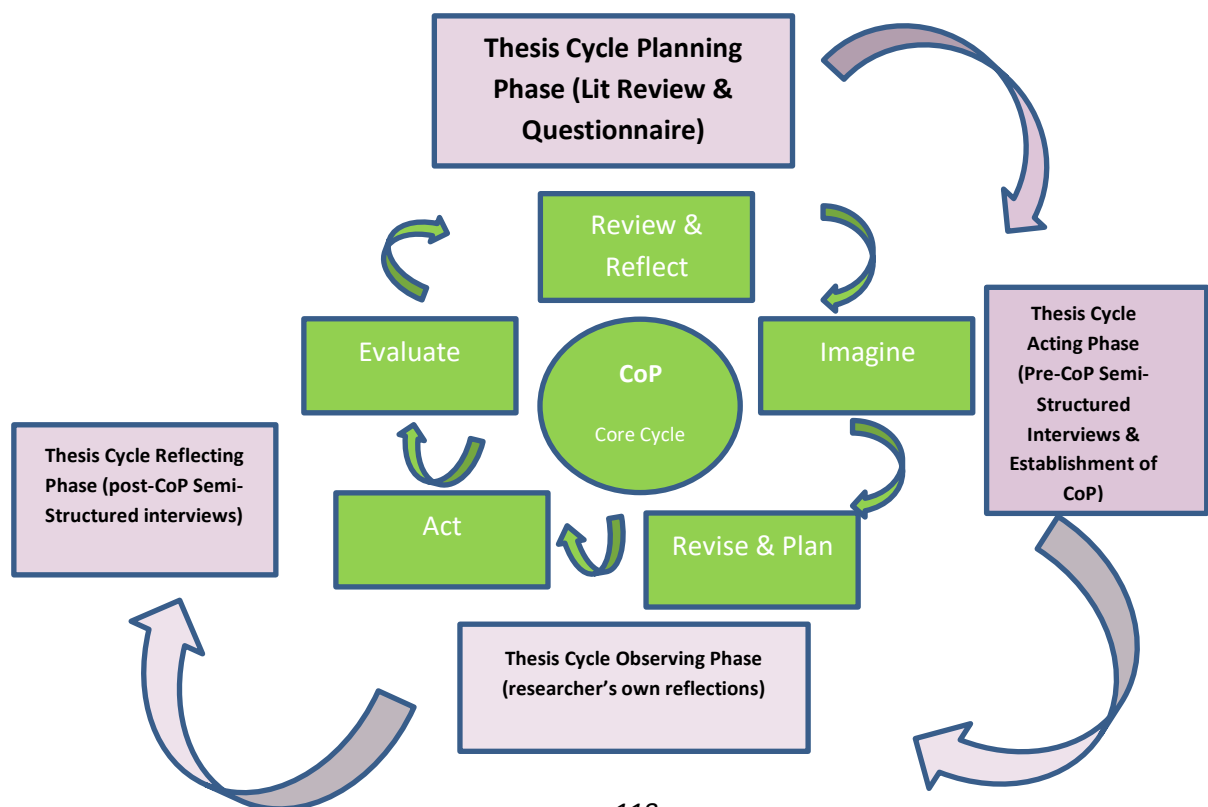 Thesis Cycle Planning
Phase (Lit Review &
Questionnaire)
Review &
Reflect
Evaluate
Imagine
CoP
Core Cycle
Thesis Cycle
Acting Phase
(Pre-CoP Semi-
Structured
Interviews &
Establishment of
CoP)
Thesis Cycle Reflecting
Phase (post-CoP Semi-
Structured interviews)
Act
Revise & Plan
Thesis Cycle Observing Phase
(researcher’s own reflections)